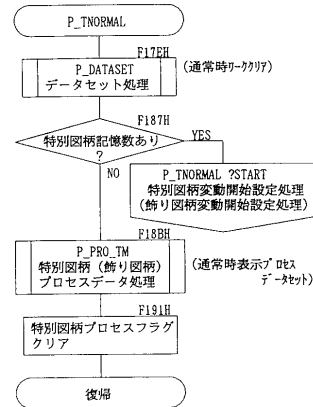 P_TNORMAL
F17EH
P_DATASET
データセット処理
(通常時ワーククリア)
F187H
特別図柄記憶数あり
?
YES
NO
P_TNORMAL ?START
特別図柄変動開始設定処理
(飾り図柄変動開始設定処理)
F18BH
P_PRO_TM
特別図柄（飾り図柄）
プロセスデータ処理
(通常時表示プロセス
データセット)
F191H
特別図柄プロセスフラグ
クリア
復帰